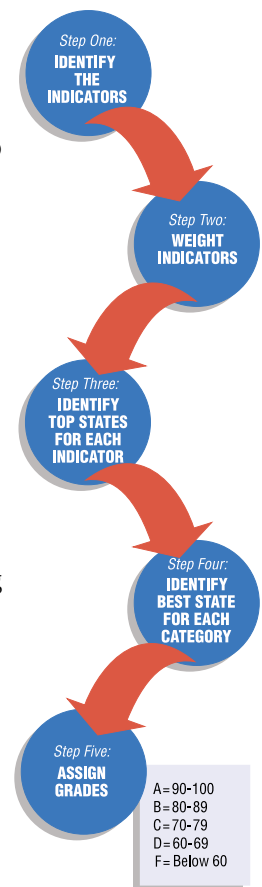 Step One:
IDENTIFY
THE
INDICATORS
Step Two:
WEIGHT
INDICATORS
Step Three:
IDENTIFY
TOP STATES
FOR EACH
INDICATOR
Step Four:
IDENTIFY
BEST STATE
FOR EACH
CATEGORY
Step Five:
ASSIGN
GRADES
A=90-100
B=80-89
C=70-79
D=60-69
F=Below 60